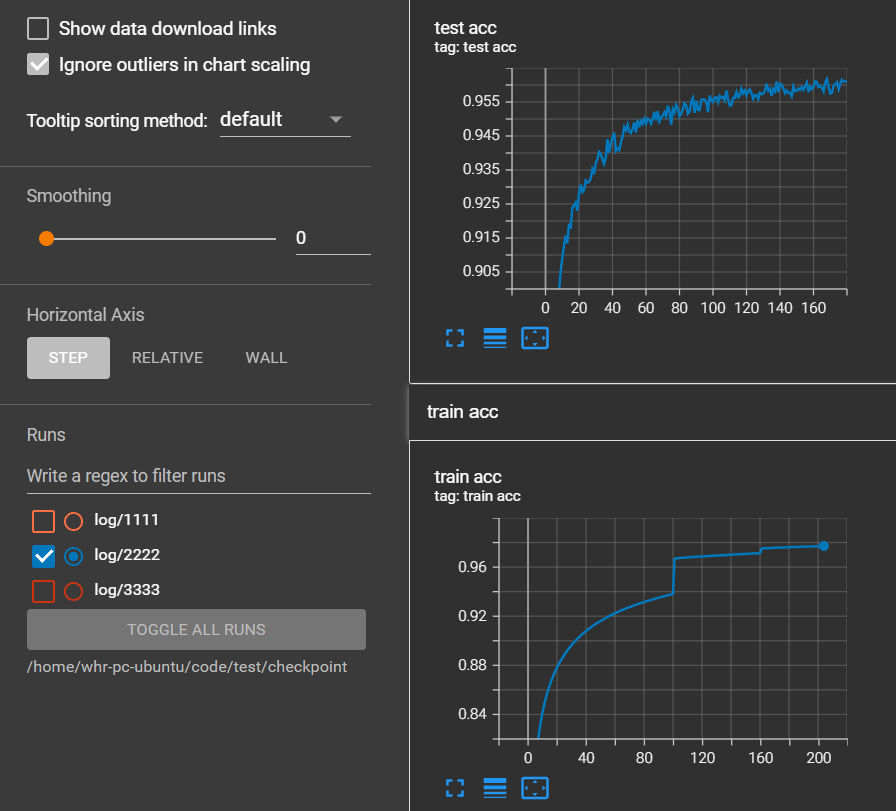 Show data download links
Ignore outliers in chart scaling
Tooltip sorting method: default
Smoothing
0
Horizontal Axis
STEP RELATIVE WALL
Runs
Write a regex to filter runs
log/1111
log/2222
log/3333
TOGGLE ALL RUNS
/home/whr-pc-ubuntu/code/test/checkpoint
test acc
tag: test acc
0.955
0.945
0.935
0.925
0.915
0.905
0 20 40 60 80 100 120 140 160
train acc
train acc
tag: train acc
0.96
0.92
0.88
0.84
0 40 80 120 160 200